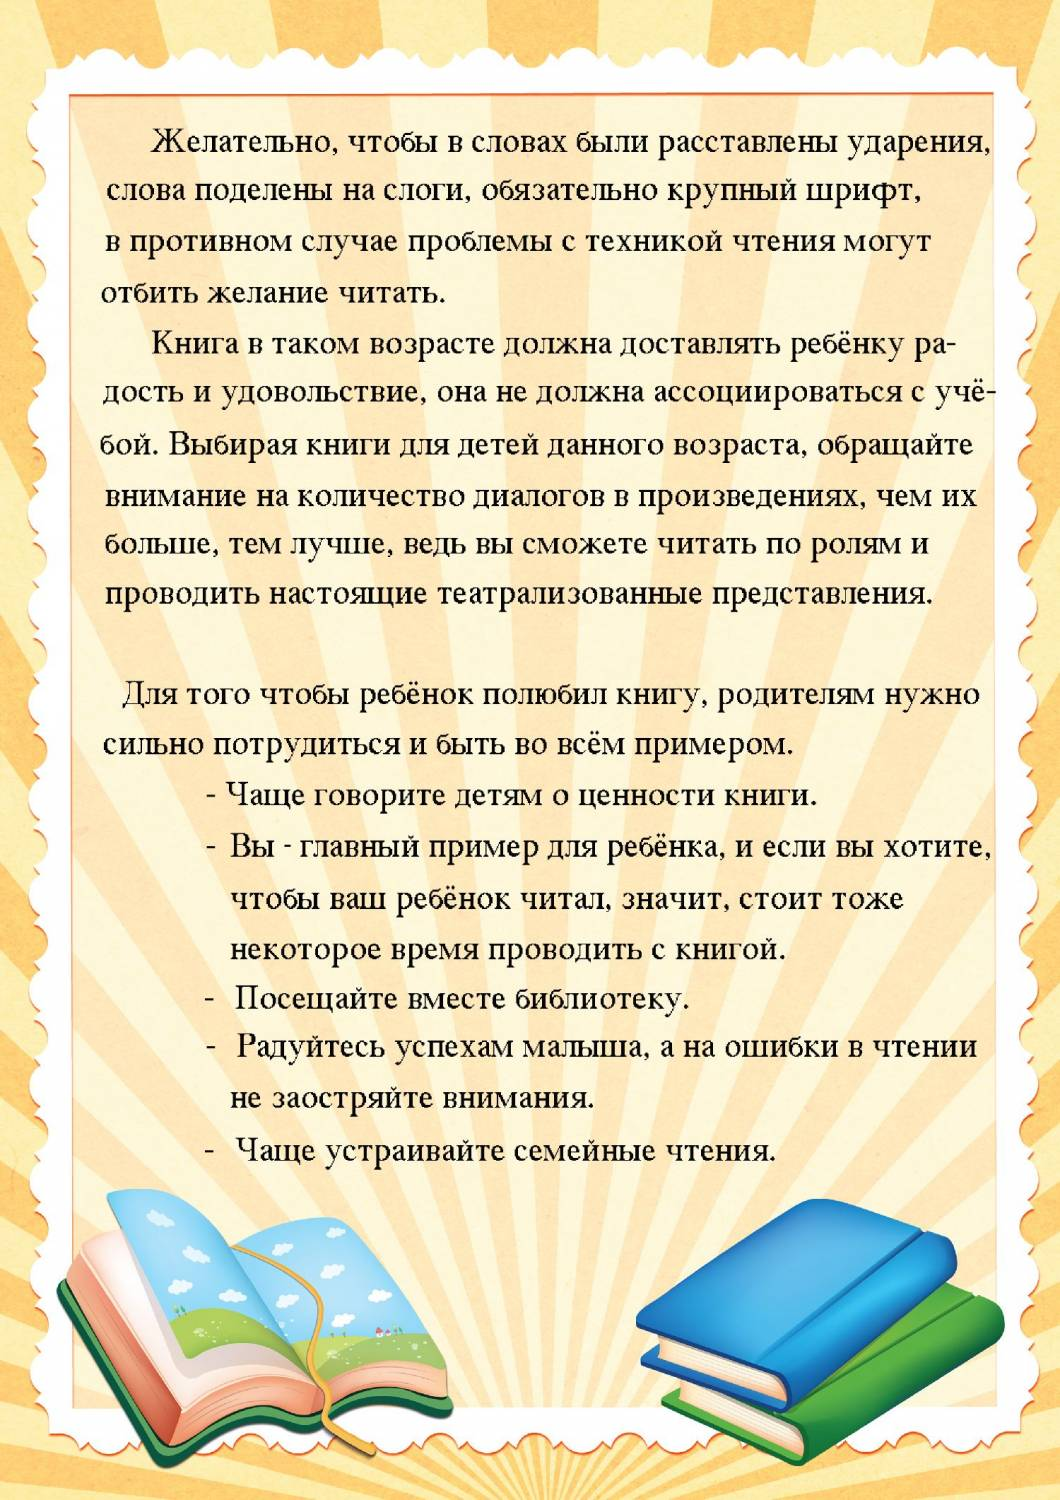 Желательно, чтобы в словах были расставлены ударения,
слова поделены на слоги, обязательно крупный шрифт,
в противном случае проблемы с техникой чтения могут
отбить желание читать.
Книга в таком возрасте должна доставлять ребёнку ра-
дость и удовольствие, она не должна ассоциироваться с учё-
бой. Выбирая книги для детей данного возраста, обращайте
внимание на количество диалогов в произведениях, чем их
больше, тем лучше, ведь вы сможете читать по ролям и
проводить настоящие театрализованные представления.
Для того чтобы ребёнок полюбил книгу, родителям нужно
сильно потрудиться и быть во всём примером.
- Чаще говорите детям о ценности книги.
- Вы - главный пример для ребёнка, и если вы хотите,
чтобы ваш ребёнок читал, значит, стоит тоже
некоторое время проводить с книгой.
- Посещайте вместе библиотеку.
- Радуйтесь успехам малыша, а на ошибки в чтении
не заостряйте внимания.
- Чаще устраивайте семейные чтения.